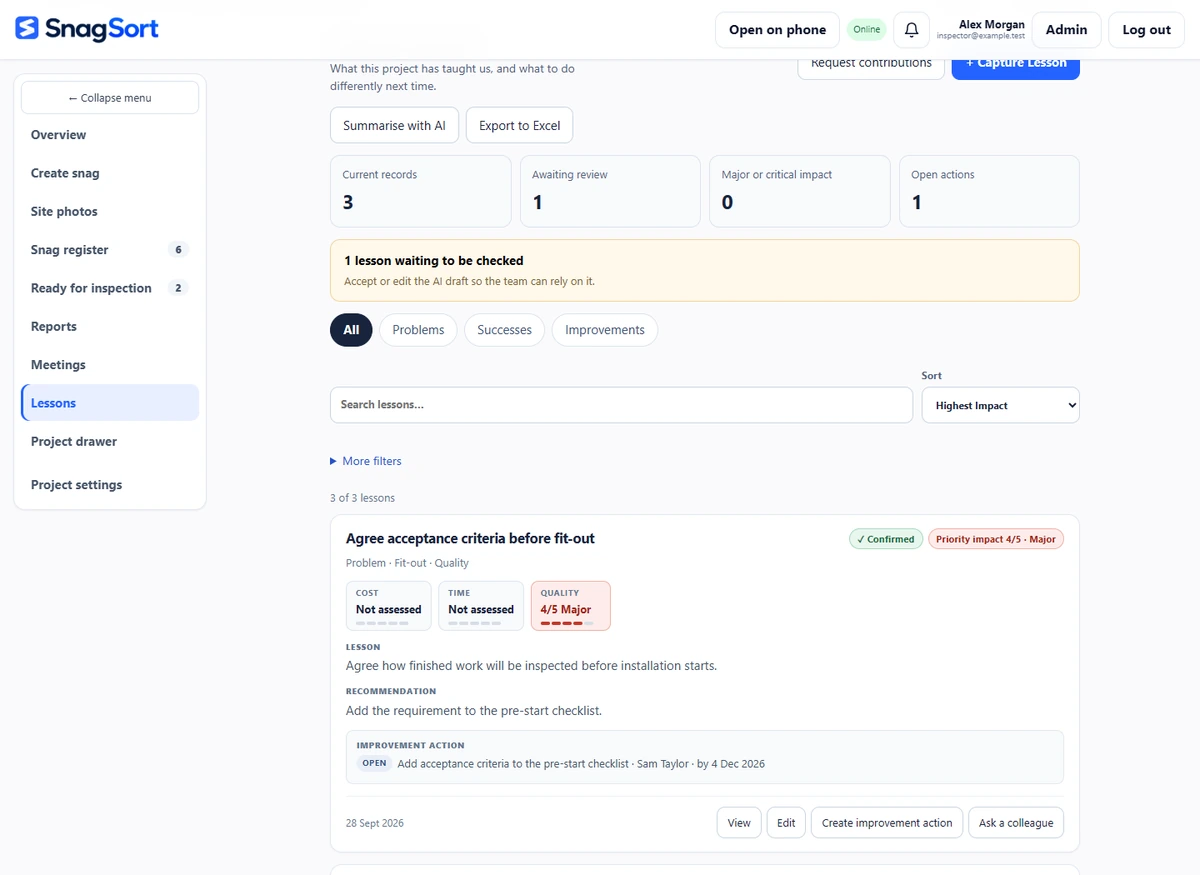 SnagSort
Open on phone
Online
Alex Morgan
inspector@example.test
Admin
Log out
← Collapse menu
Overview
Create snag
Site photos
Snag register 6
Ready for inspection 2
Reports
Meetings
Lessons
Project drawer
Project settings
What this project has taught us, and what to do
differently next time.
Request contributions
+ Capture Lesson
Summarise with AI
Export to Excel
Current records
3
Awaiting review
1
Major or critical impact
0
Open actions
1
1 lesson waiting to be checked
Accept or edit the AI draft so the team can rely on it.
All
Problems
Successes
Improvements
Sort
Search lessons...
Highest Impact
▶ More filters
3 of 3 lessons
Agree acceptance criteria before fit-out
✓ Confirmed
Priority impact 4/5 · Major
Problem · Fit-out · Quality
COST
Not assessed
TIME
Not assessed
QUALITY
4/5 Major
LESSON
Agree how finished work will be inspected before installation starts.
RECOMMENDATION
Add the requirement to the pre-start checklist.
IMPROVEMENT ACTION
OPEN Add acceptance criteria to the pre-start checklist · Sam Taylor · by 4 Dec 2026
28 Sept 2026
View
Edit
Create improvement action
Ask a colleague